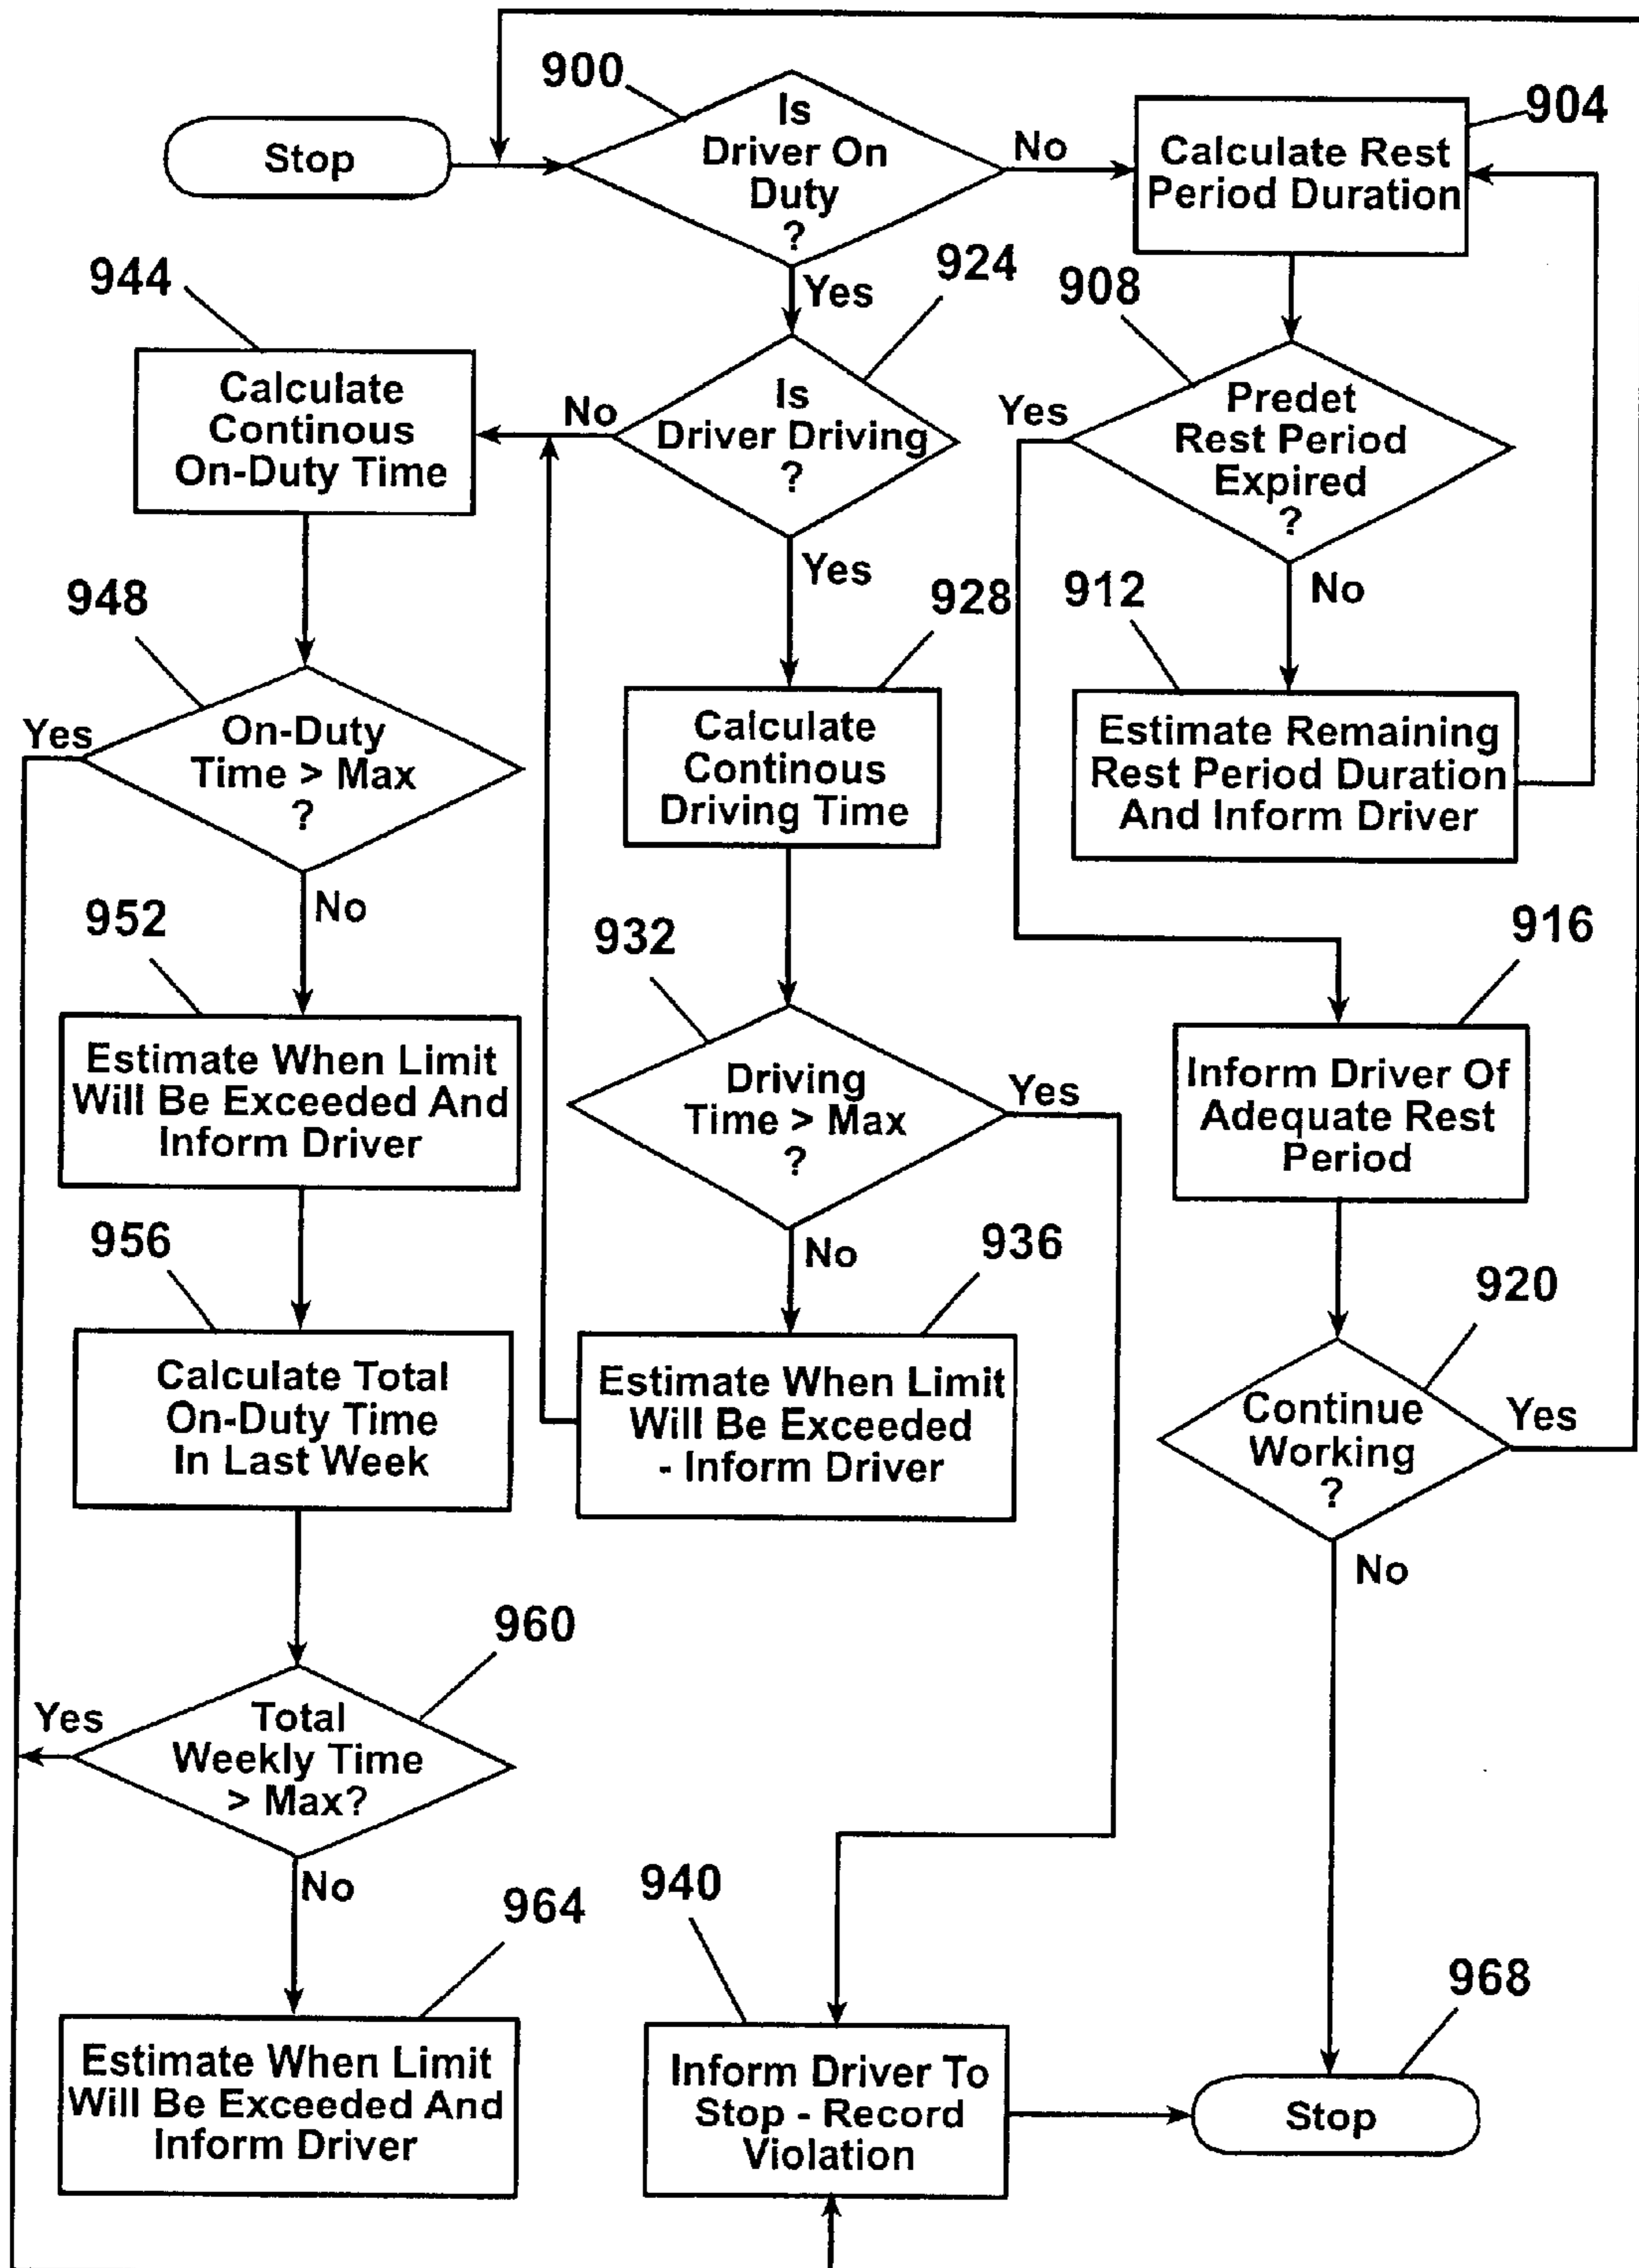 900
Is
Driver On
Duty
?
Stop
No
Calculate Rest
Period Duration
904
Yes
924
944
Calculate
Continous
On-Duty Time
No
Is
Driver Driving
?
908
Yes
Predet
Rest Period
Expired
?
Yes
No
948
928
912
Yes
On-Duty
Time > Max
?
Calculate
Continous
Driving Time
Estimate Remaining
Rest Period Duration
And Inform Driver
No
952
932
916
Estimate When Limit
Will Be Exceeded And
Inform Driver
Driving
Time > Max
?
Yes
Inform Driver Of
Adequate Rest
Period
956
No
936
920
Calculate Total
On-Duty Time
In Last Week
Estimate When Limit
Will Be Exceeded
- Inform Driver
Continue
Working
?
Yes
No
960
Yes
Total
Weekly Time
> Max?
No
964
940
968
Estimate When Limit
Will Be Exceeded And
Inform Driver
Inform Driver To
Stop - Record
Violation
Stop